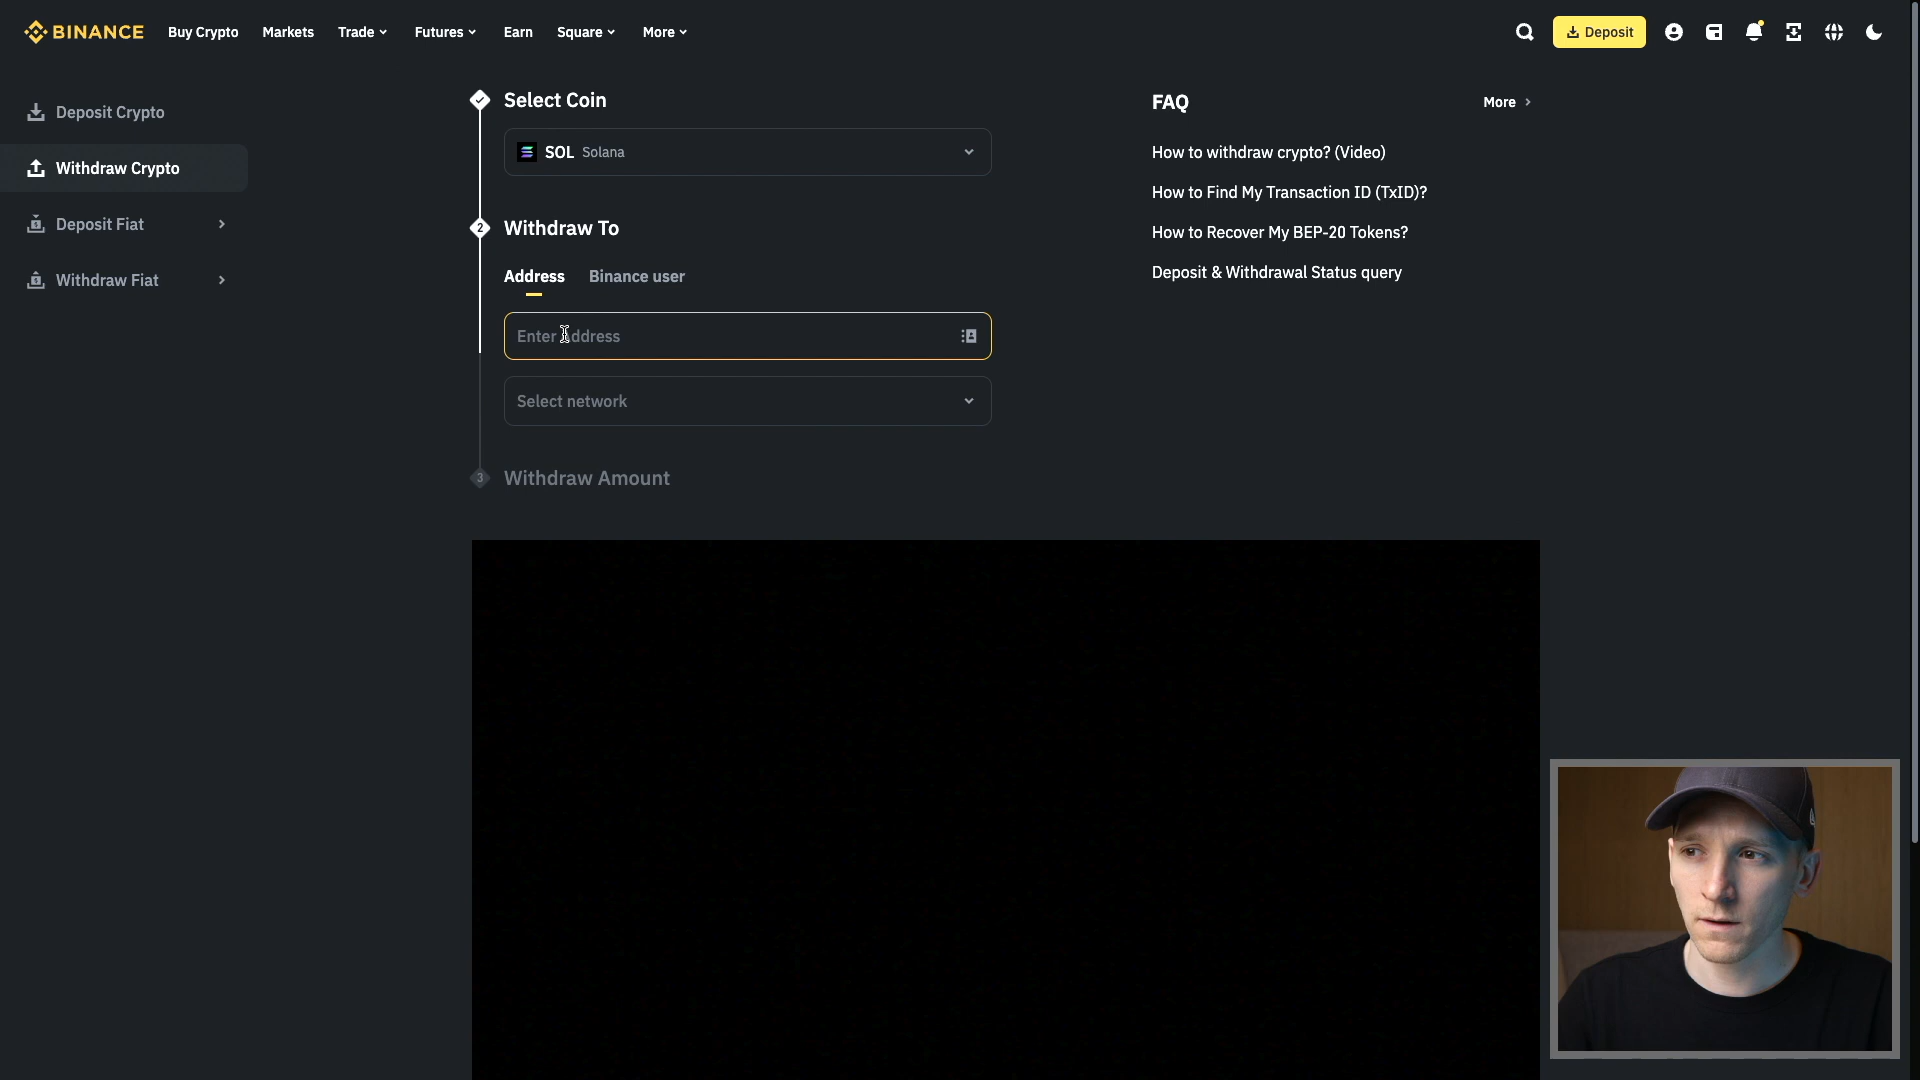 BINANCE
Buy Crypto
Markets
Trade
Futures
Earn
Square
More
Deposit
Deposit Crypto
Withdraw Crypto
Deposit Fiat
Withdraw Fiat
Select Coin
SOL Solana
2
Withdraw To
Address
Binance user
Enter address
Select network
3
Withdraw Amount
FAQ
More
How to withdraw crypto? (Video)
How to Find My Transaction ID (TxID)?
How to Recover My BEP-20 Tokens?
Deposit & Withdrawal Status query